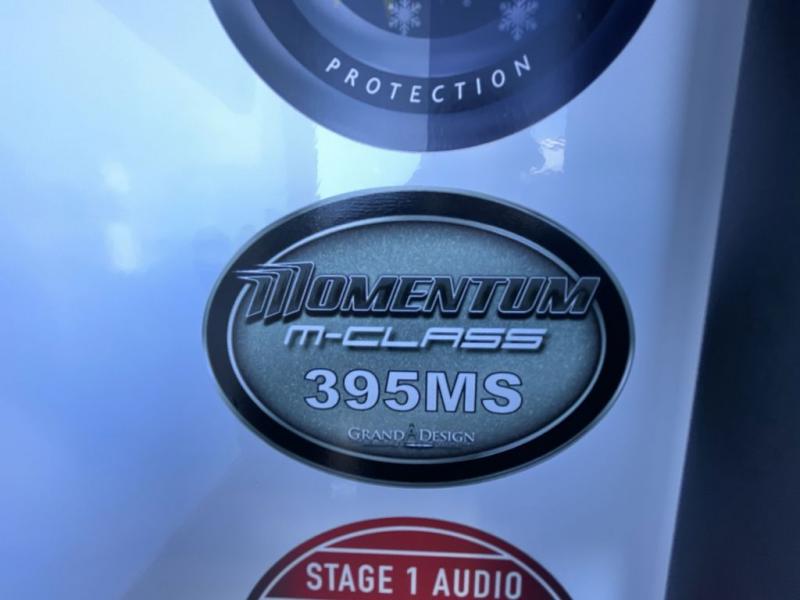 PROTECTION
MOMENTUM
M-CLASS
395MS
GRAND DESIGN
STAGE 1 AUDIO